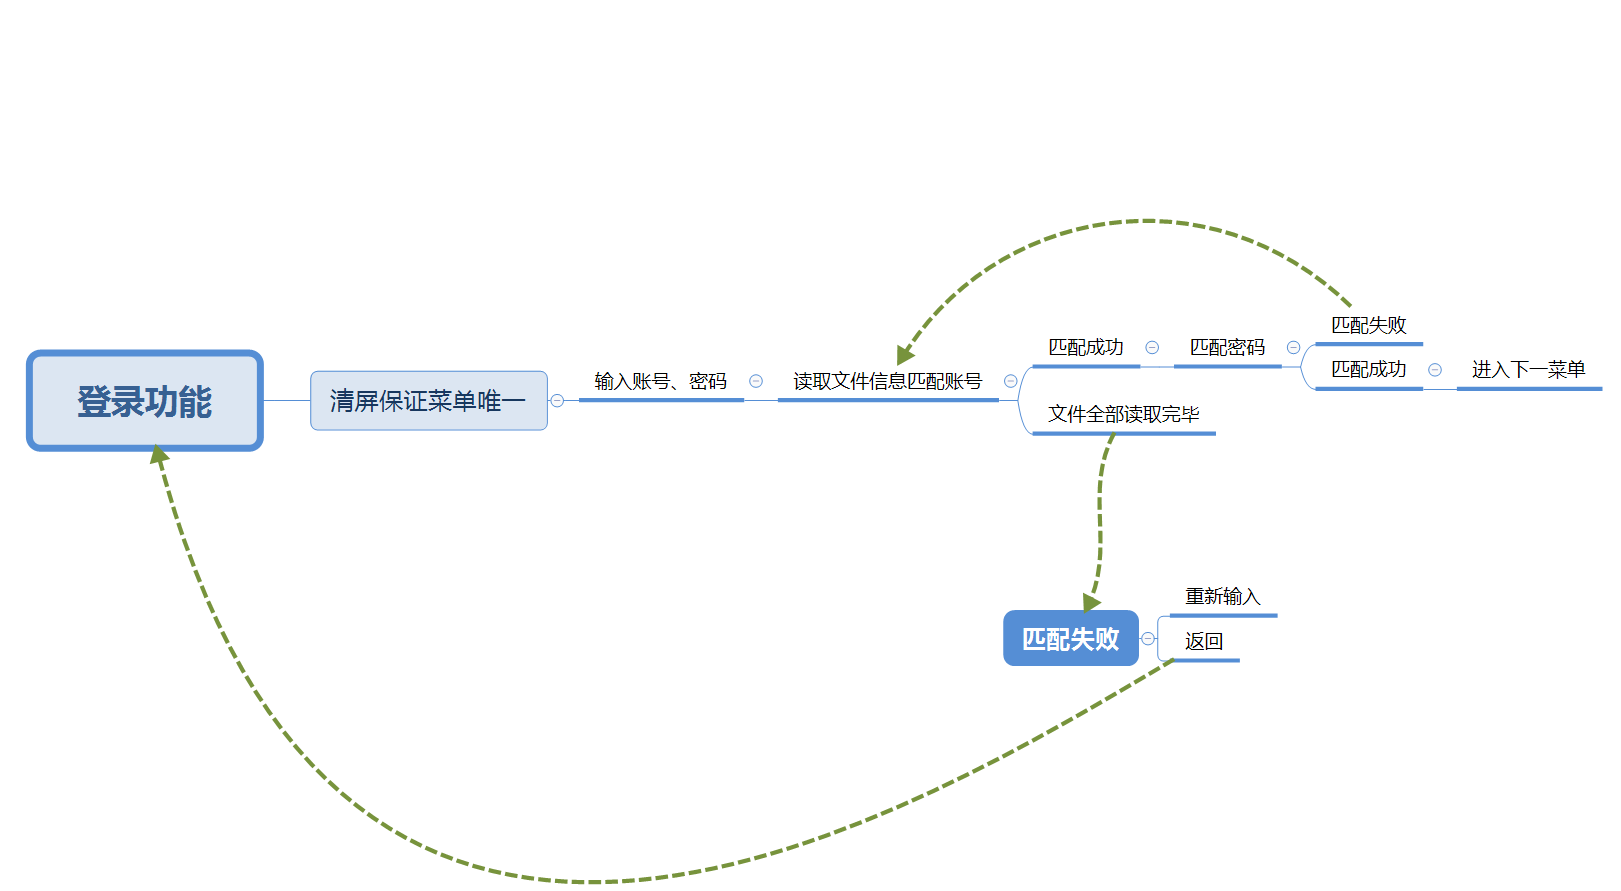 登录功能
清屏保证菜单唯一
输入账号、密码
读取文件信息匹配账号
匹配成功
匹配密码
匹配失败
匹配成功
进入下一菜单
文件全部读取完毕
匹配失败
重新输入
返回